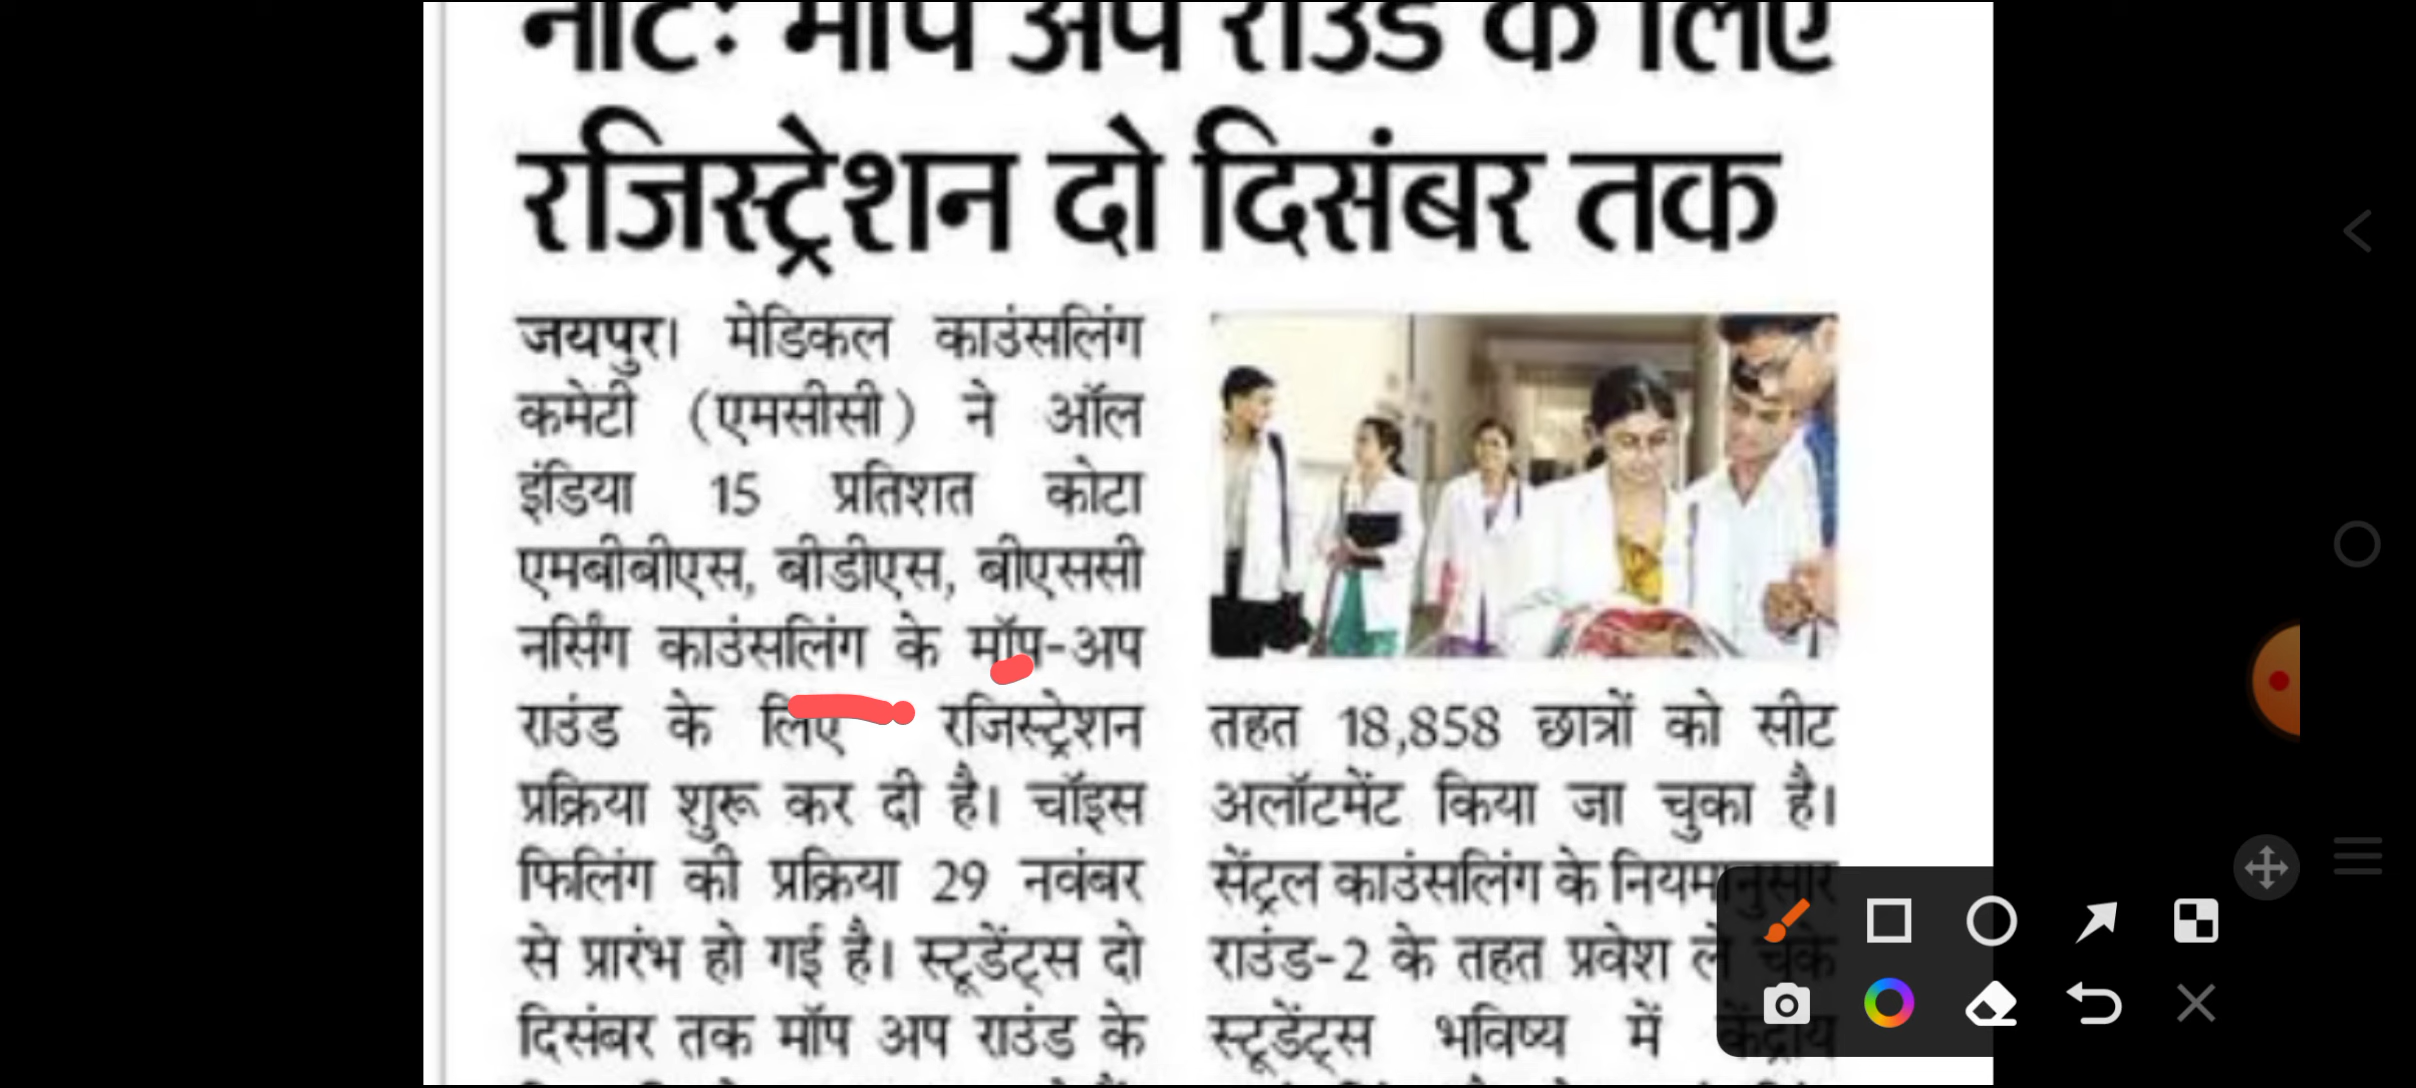 नीट: मॉप अप राउंड के लिए
रजिस्ट्रेशन दो दिसंबर तक
जयपुर। मेडिकल काउंसलिंग
कमेटी (एमसीसी) ने ऑल
इंडिया 15 प्रतिशत कोटा
एमबीबीएस, बीडीएस, बीएससी
नर्सिंग काउंसलिंग के मॉप-अप
राउंड के लिए रजिस्ट्रेशन
प्रक्रिया शुरू कर दी है। चॉइस
फिलिंग की प्रक्रिया 29 नवंबर
से प्रारंभ हो गई है। स्टूडेंट्स दो
दिसंबर तक मॉप अप राउंड के
तहत 18,858 छात्रों को सीट
अलॉटमेंट किया जा चुका है।
सेंट्रल काउंसलिंग के नियमानुसार
राउंड-2 के तहत प्रवेश ले चुके
स्टूडेंट्स भविष्य में केंद्रीय